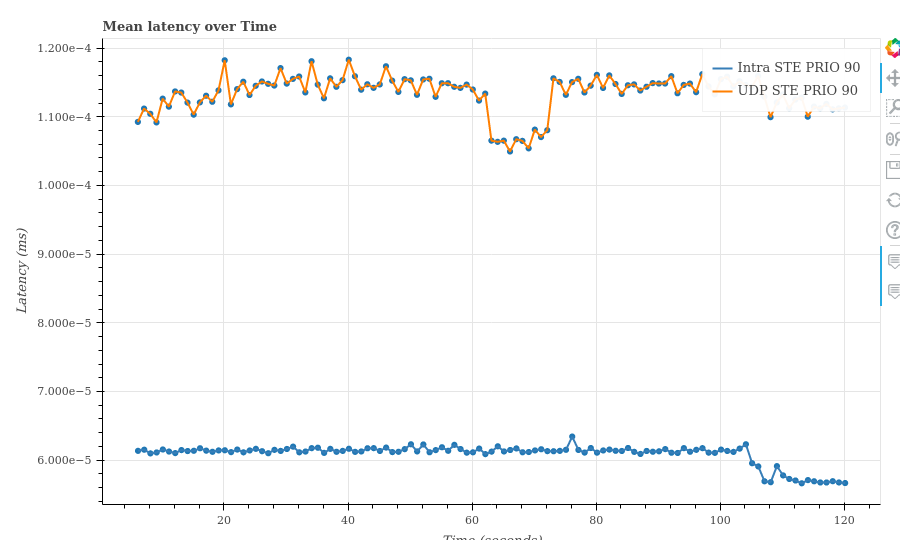 Mean latency over Time
1.200e−4
1.100e−4
1.000e−4
9.000e−5
8.000e−5
7.000e−5
6.000e−5
Latency (ms)
Intra STE PRIO 90
UDP STE PRIO 90
20
40
60
80
100
120
Time (seconds)